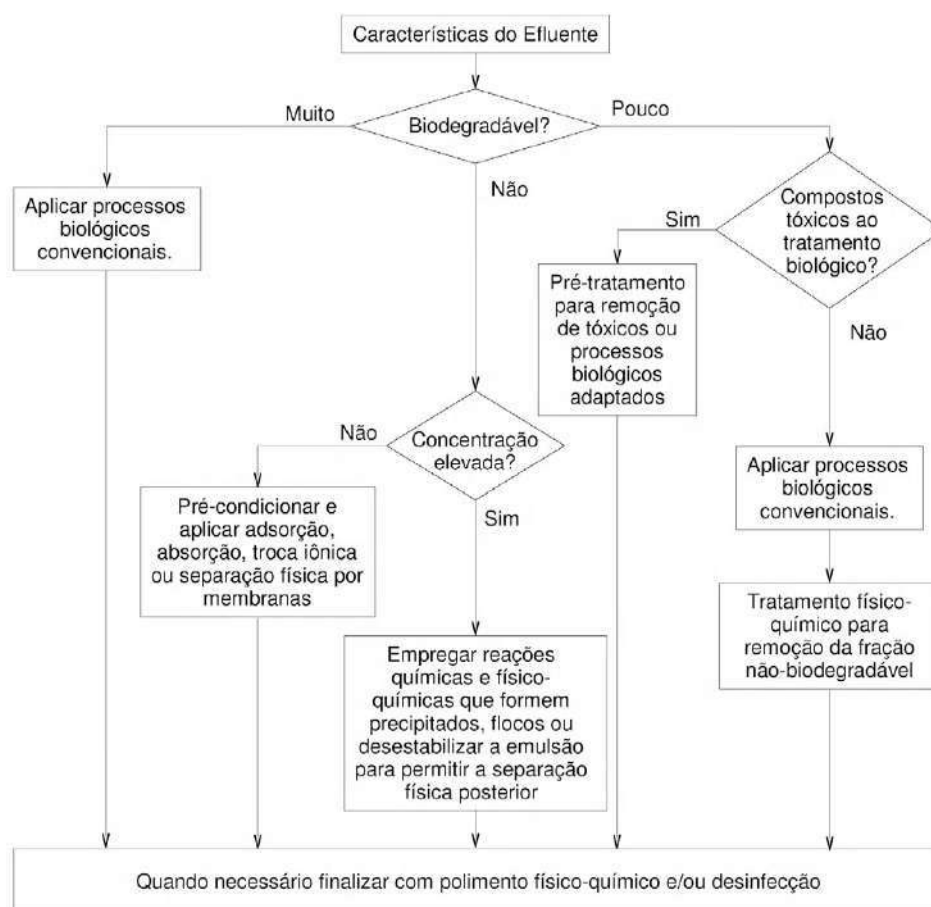 Características do Efluente
Muito
Biodegradável?
Pouco
Não
Aplicar processos
biológicos
convencionais.
Compostos
tóxicos ao
tratamento
biológico?
Sim
Não
Pré-tratamento
para remoção
de tóxicos ou
processos
biológicos
adaptados
Não
Concentração
elevada?
Sim
Pré-condicionar e
aplicar adsorção,
absorção, troca iônica
ou separação física por
membranas
Aplicar processos
biológicos
convencionais.
Tratamento físico-
químico para
remoção da fração
não-biodegradável
Empregar reações
químicas e físico-
químicas que formem
precipitados, flocos ou
desestabilizar a emulsão
para permitir a separação
física posterior
Quando necessário finalizar com polimento físico-químico e/ou desinfecção